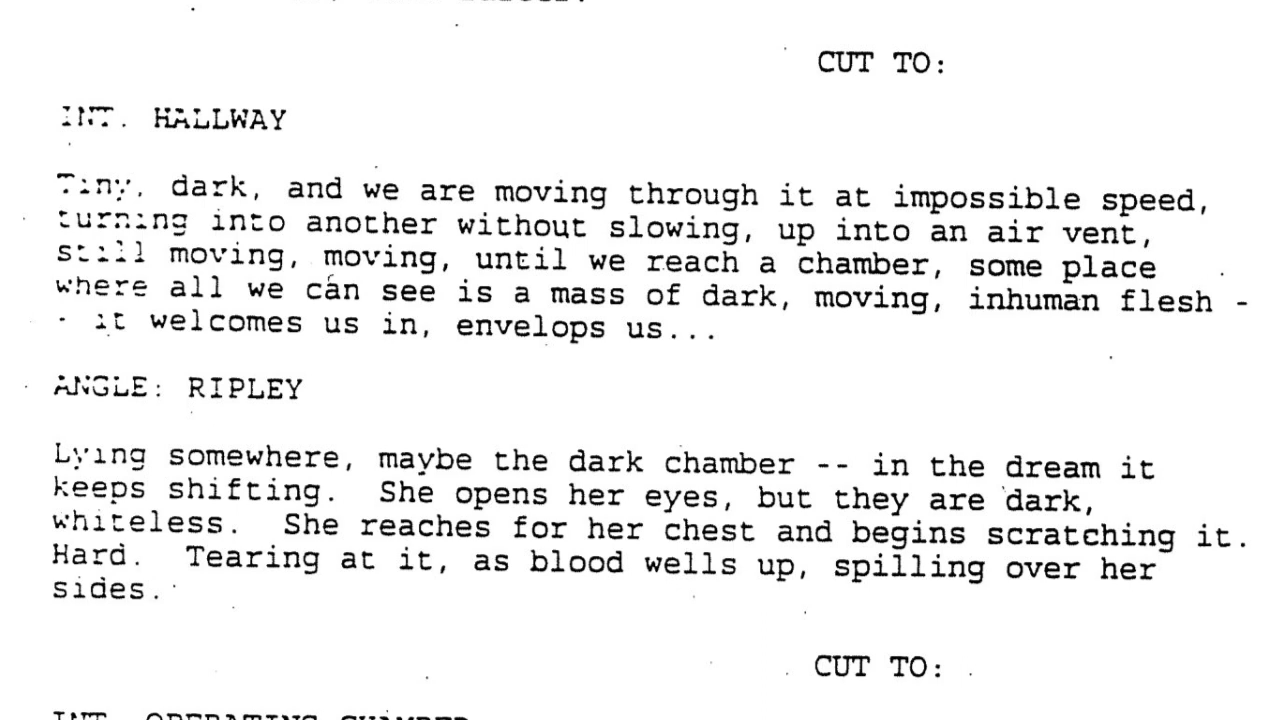 CUT TO:
INT. HALLWAY
Tiny, dark, and we are moving through it at impossible speed,
turning into another without slowing, up into an air vent,
still moving, moving, until we reach a chamber, some place
where all we can see is a mass of dark, moving, inhuman flesh -
- it welcomes us in, envelops us...
ANGLE: RIPLEY
Lying somewhere, maybe the dark chamber -- in the dream it
keeps shifting. She opens her eyes, but they are dark,
whiteless. She reaches for her chest and begins scratching it.
Hard. Tearing at it, as blood wells up, spilling over her
sides.
CUT TO:
INT. OPERATING CHAMBER